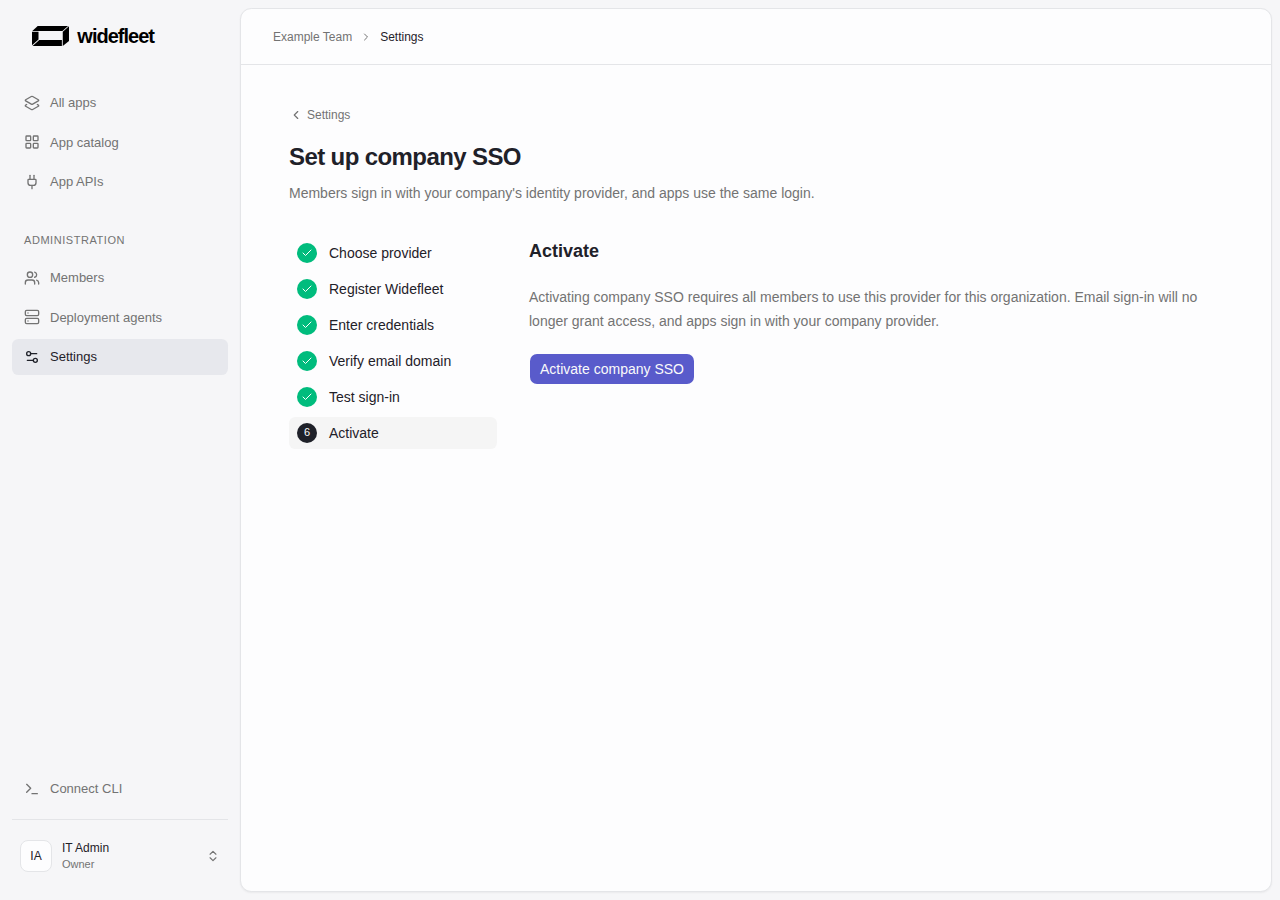 widefleet
All apps
App catalog
App APIs
ADMINISTRATION
Members
Deployment agents
Settings
Connect CLI
IA
IT Admin
Owner
Example Team
Settings
Settings
Set up company SSO
Members sign in with your company's identity provider, and apps use the same login.
Choose provider
Register Widefleet
Enter credentials
Verify email domain
Test sign-in
6 Activate
Activate
Activating company SSO requires all members to use this provider for this organization. Email sign-in will no
longer grant access, and apps sign in with your company provider.
Activate company SSO